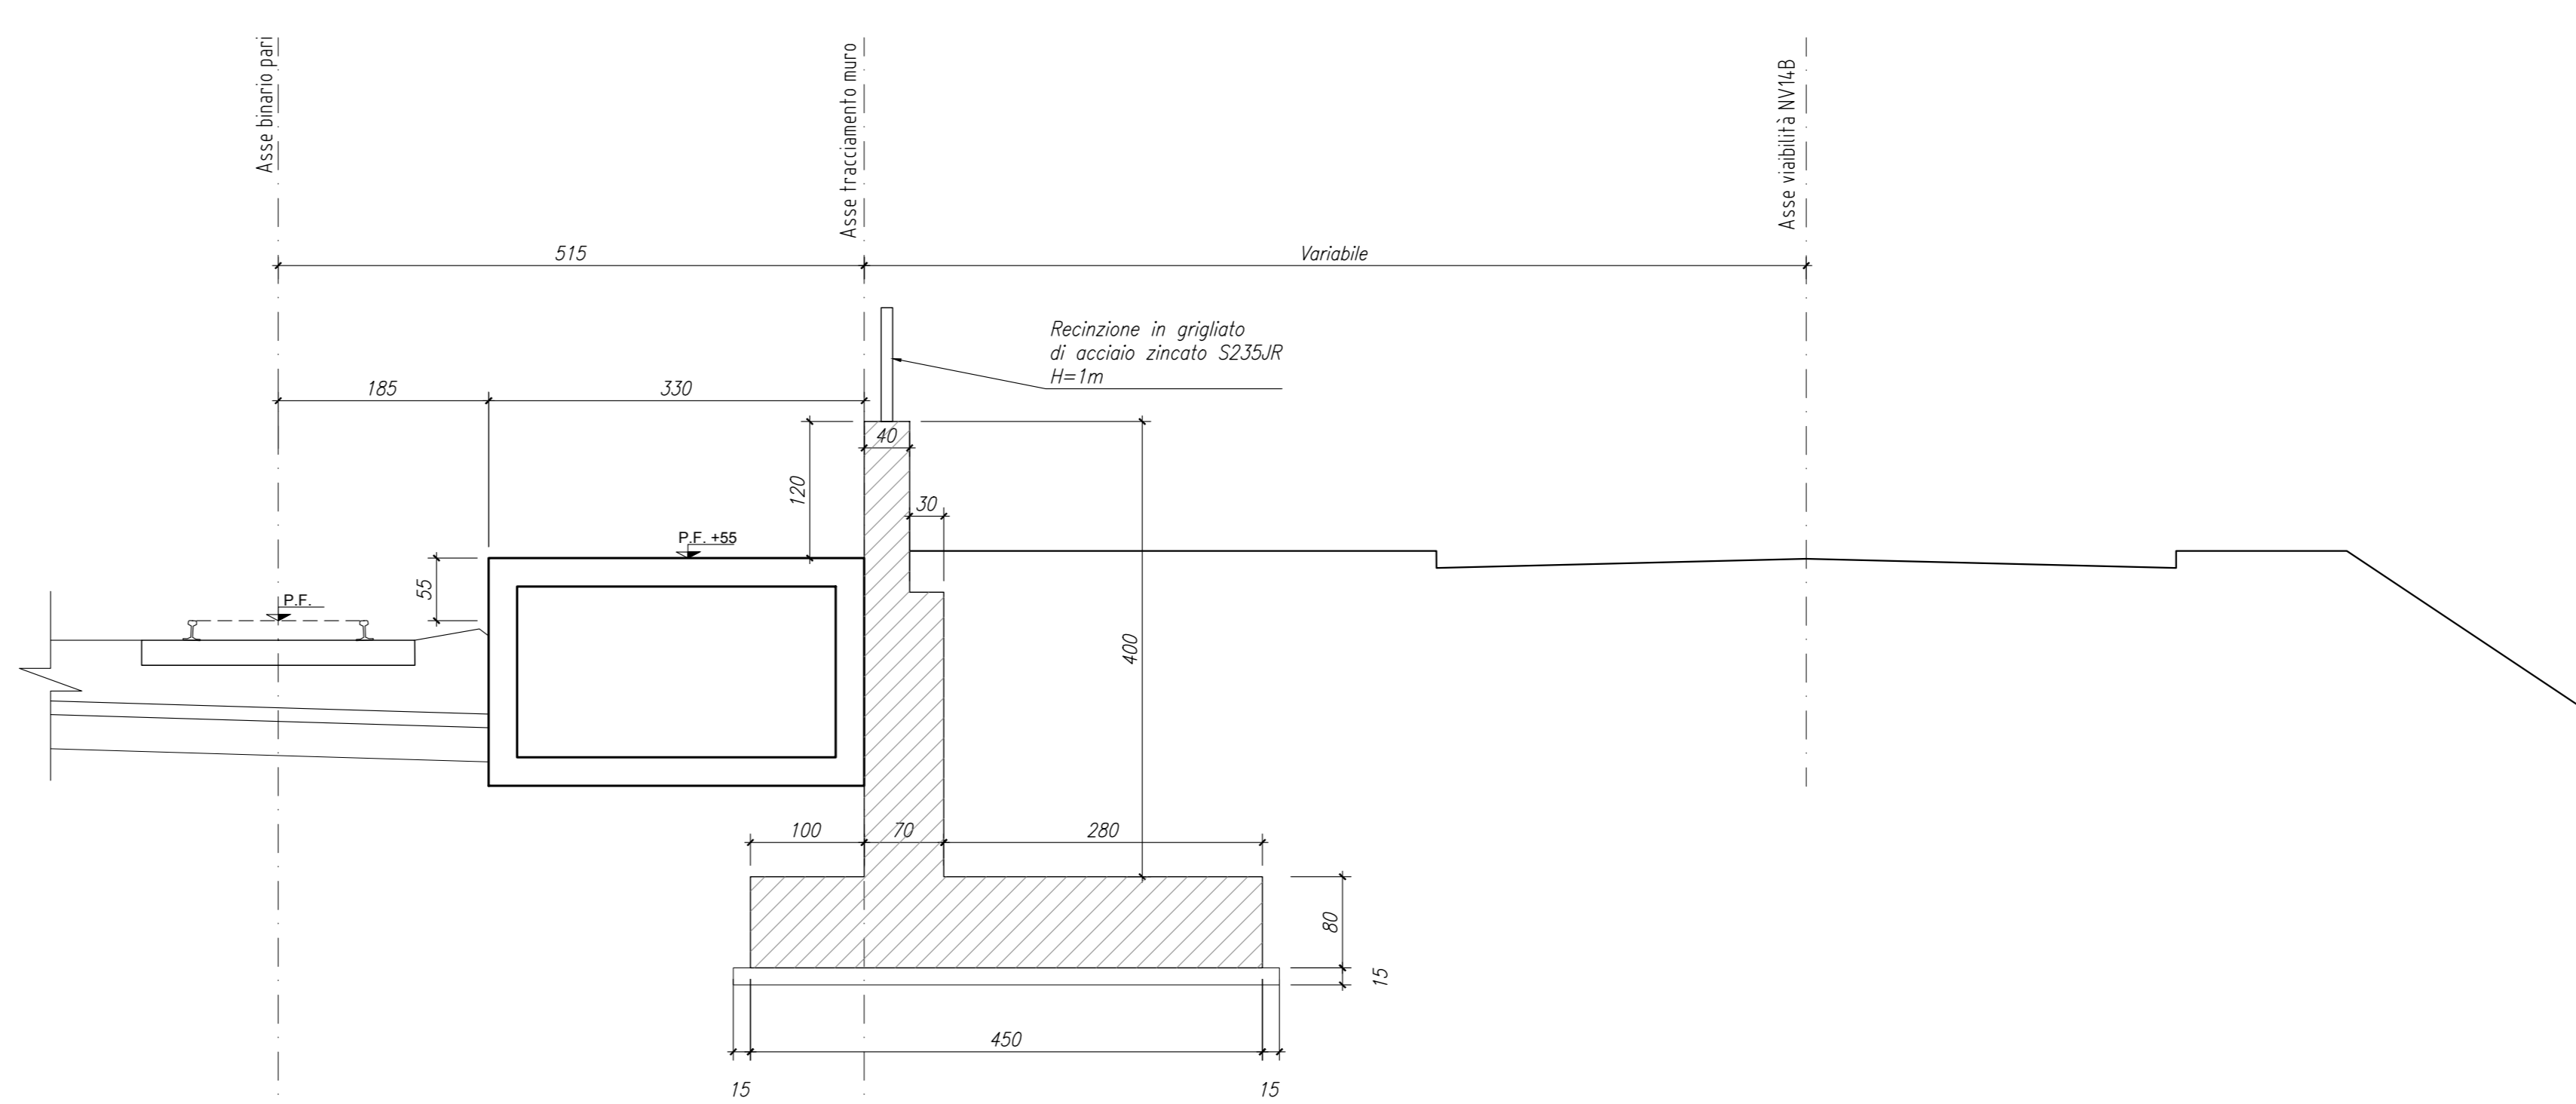 Asse binario pari
Asse tracciamento muro
Asse viaibilità NV14B
515
Variabile
Recinzione in grigliato
di acciaio zincato S235JR
H=1m
185
330
40
120
30
P.F. +55
55
P.F.
400
100
70
280
80
15
450
15
15